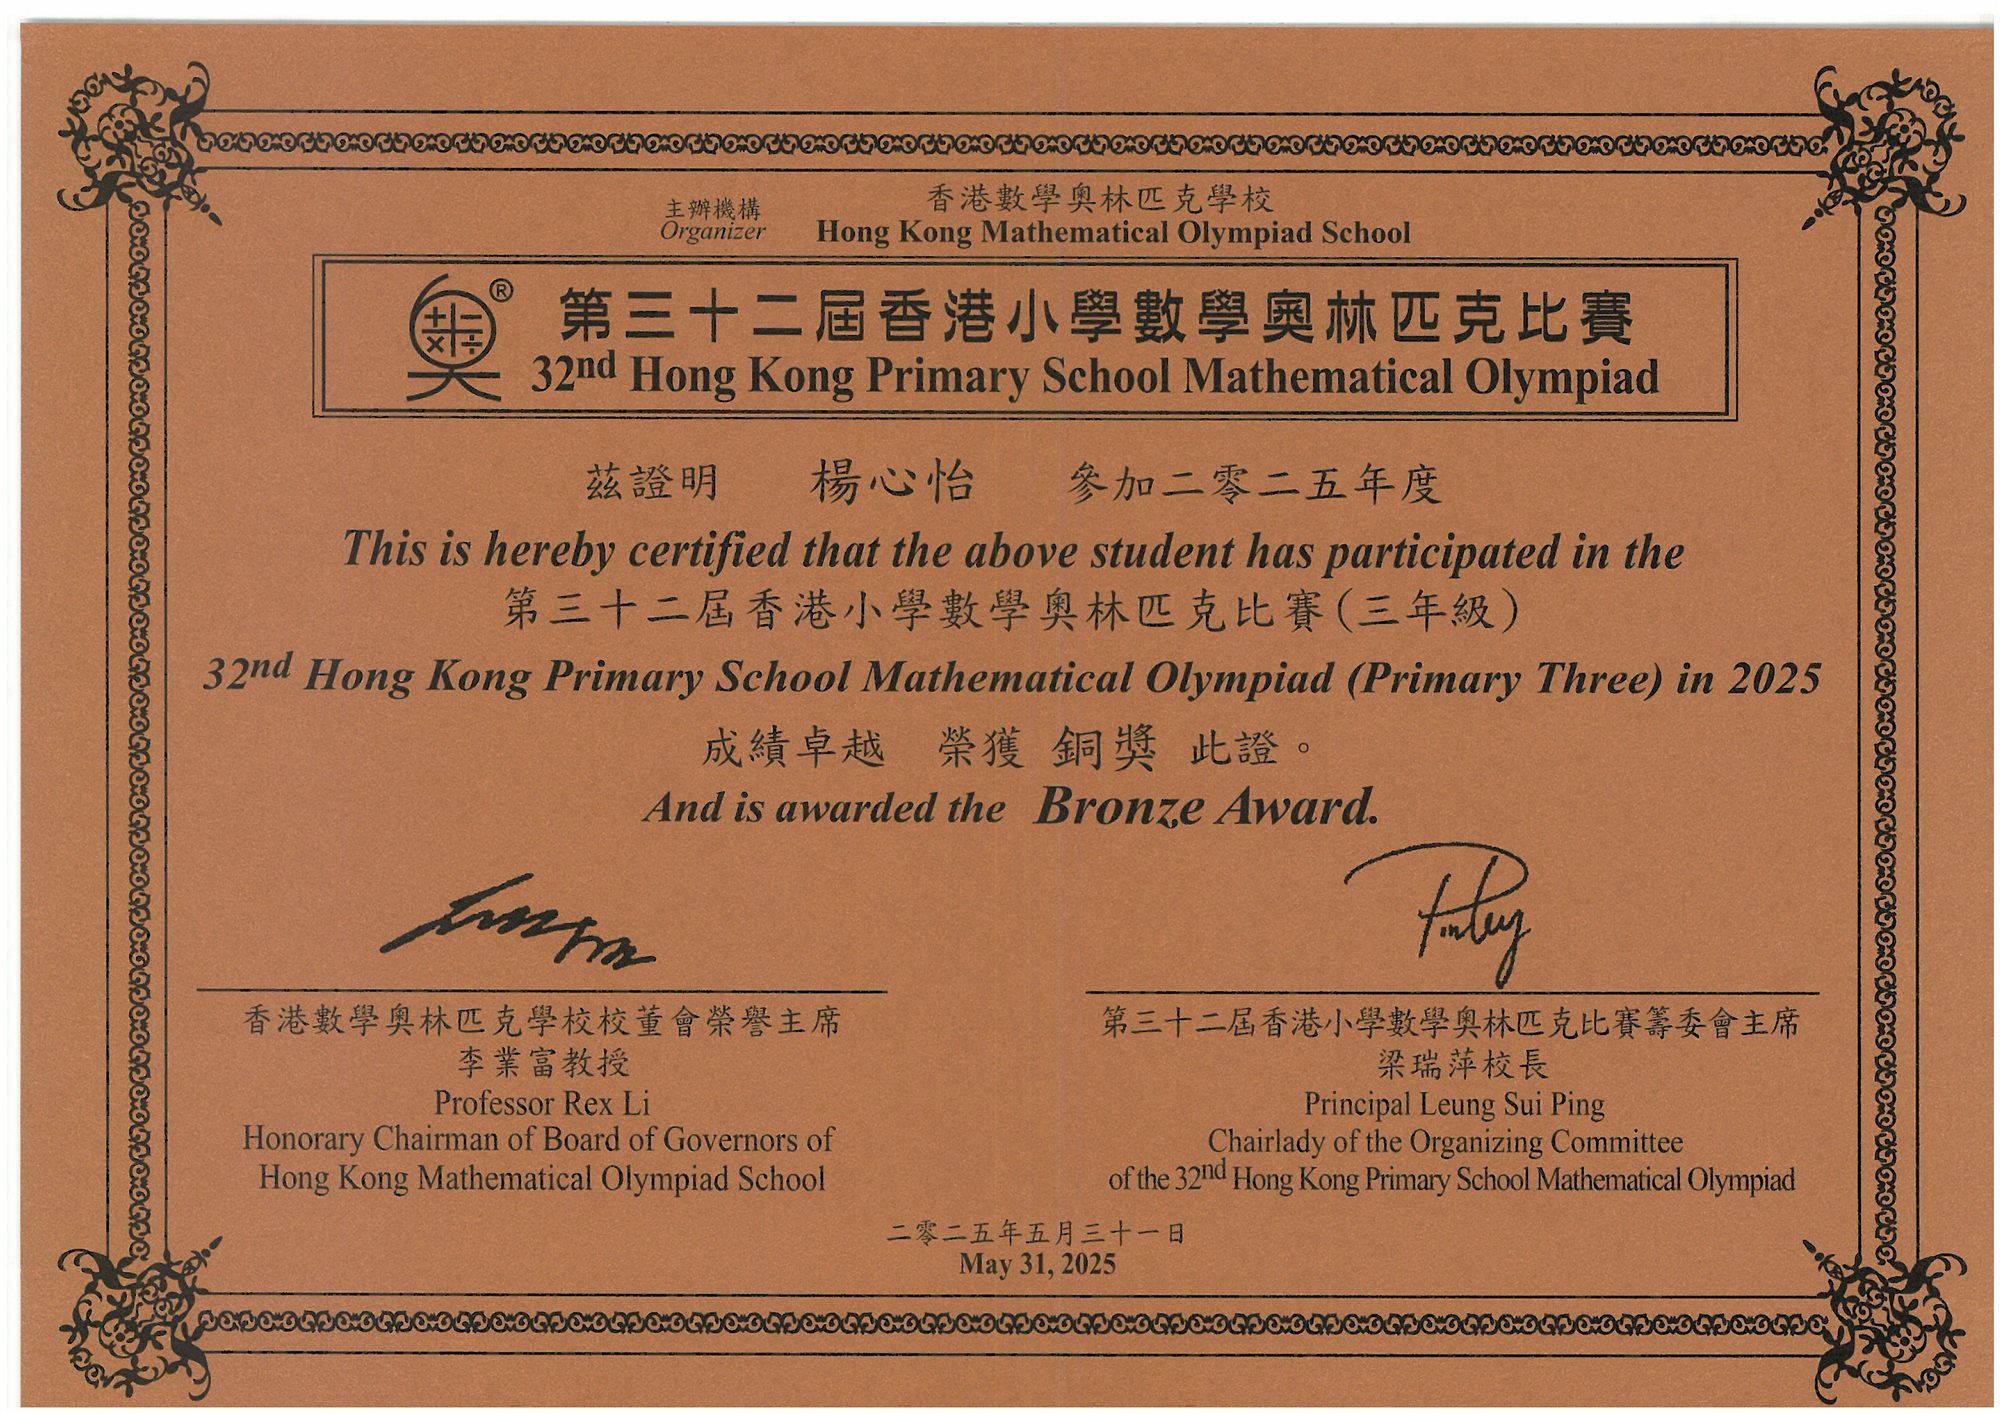 主辦機構 香港數學奧林匹克學校
Organizer Hong Kong Mathematical Olympiad School
第三十二屆香港小學數學奧林匹克比賽
32nd Hong Kong Primary School Mathematical Olympiad
茲證明 楊心怡 參加二零二五年度
This is hereby certified that the above student has participated in the
第三十二屆香港小學數學奧林匹克比賽(三年級)
32nd Hong Kong Primary School Mathematical Olympiad (Primary Three) in 2025
成績卓越 榮獲 銅獎 此證。
And is awarded the Bronze Award.
香港數學奧林匹克學校校董會榮譽主席
李業富教授
Professor Rex Li
Honorary Chairman of Board of Governors of
Hong Kong Mathematical Olympiad School
第三十二屆香港小學數學奧林匹克比賽籌委會主席
梁瑞萍校長
Principal Leung Sui Ping
Chairlady of the Organizing Committee
of the 32nd Hong Kong Primary School Mathematical Olympiad
二零二五年五月三十一日
May 31, 2025